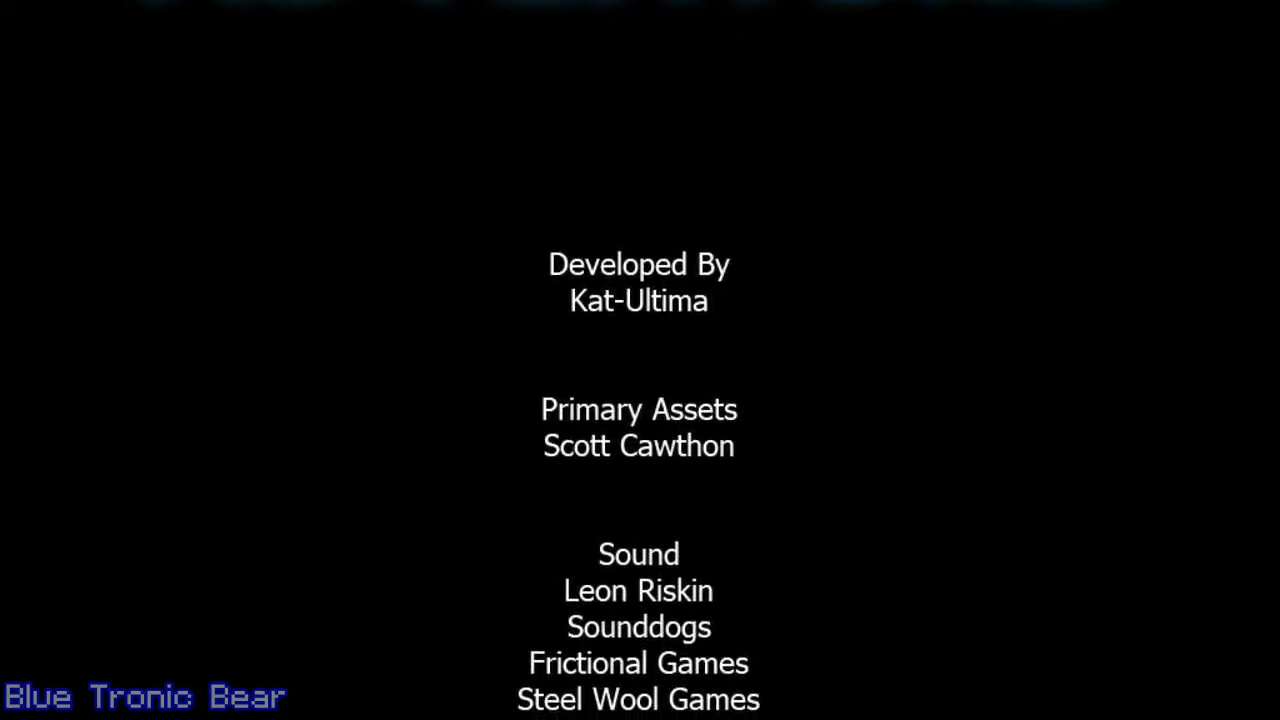 Developed By
Kat-Ultima
Primary Assets
Scott Cawthon
Sound
Leon Riskin
Sounddogs
Frictional Games
Steel Wool Games
Blue Tronic Bear